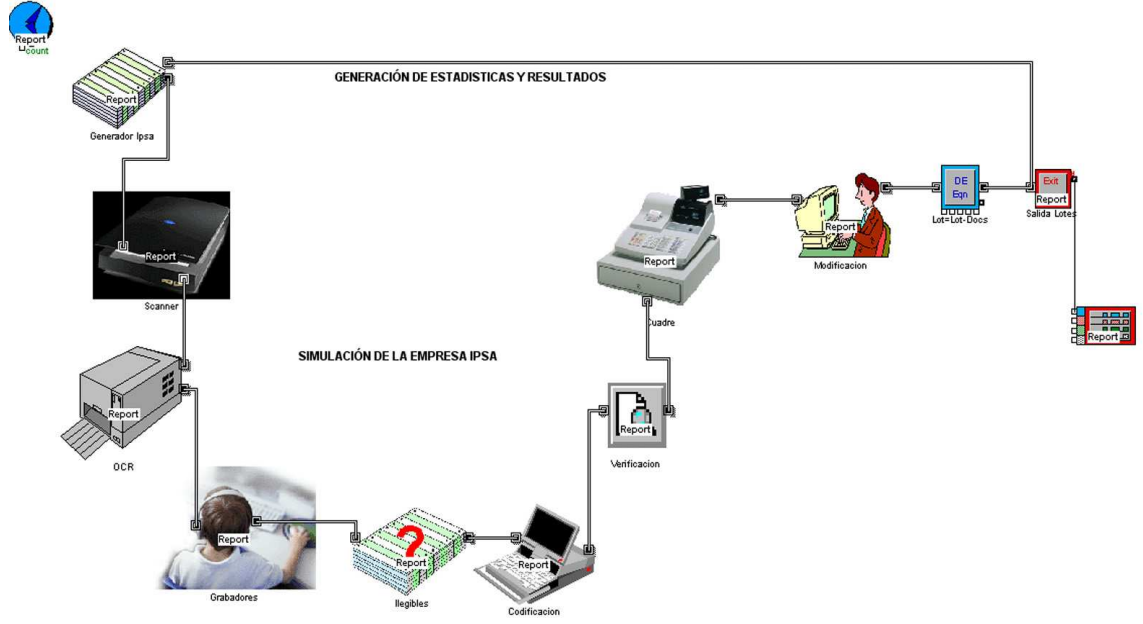 Report
count
GENERACIÓN DE ESTADISTICAS Y RESULTADOS
Report
Generador Ipsa
DE
Eqn
Lot=Lot-Docs
Exit
Report
Salida Lotes
Report
Modificacion
Report
Cuadre
Report
Scanner
Report
SIMULACIÓN DE LA EMPRESA IPSA
Report
OCR
Report
Verificacion
Report
Grabadores
Report
Ilegibles
Report
Codificacion